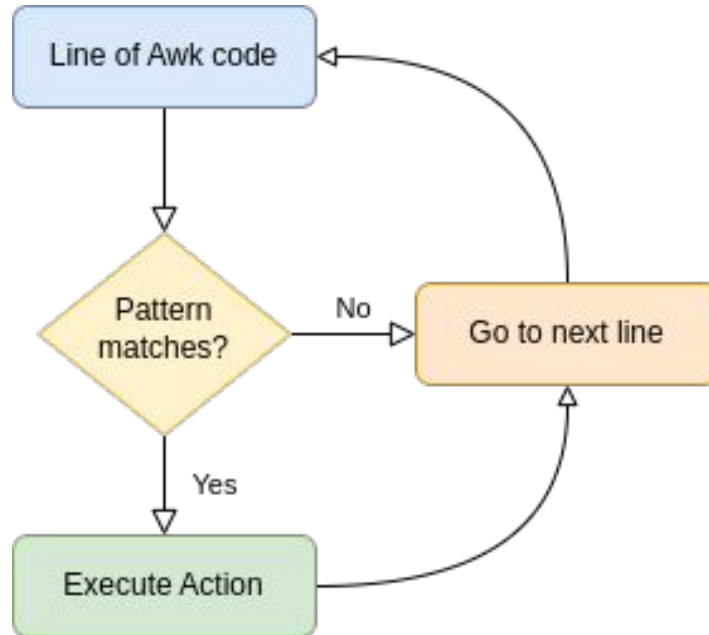 Line of Awk code
Pattern
matches?
No
Go to next line
Yes
Execute Action